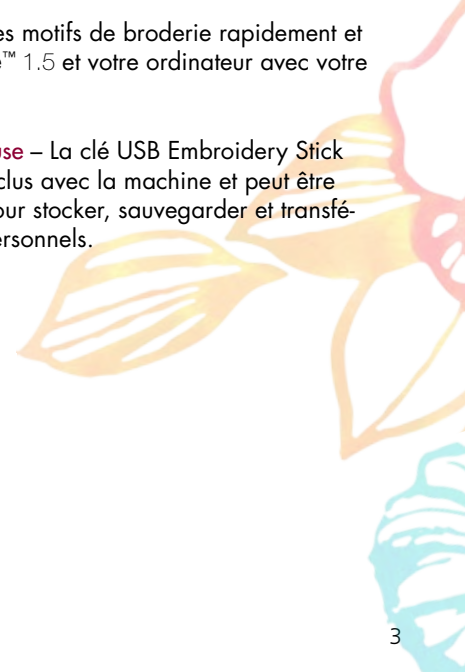 es motifs de broderie rapidement et
™ 1.5 et votre ordinateur avec votre
use – La clé USB Embroidery Stick
clus avec la machine et peut être
our stocker, sauvegarder et transfé-
ersonnels.
3